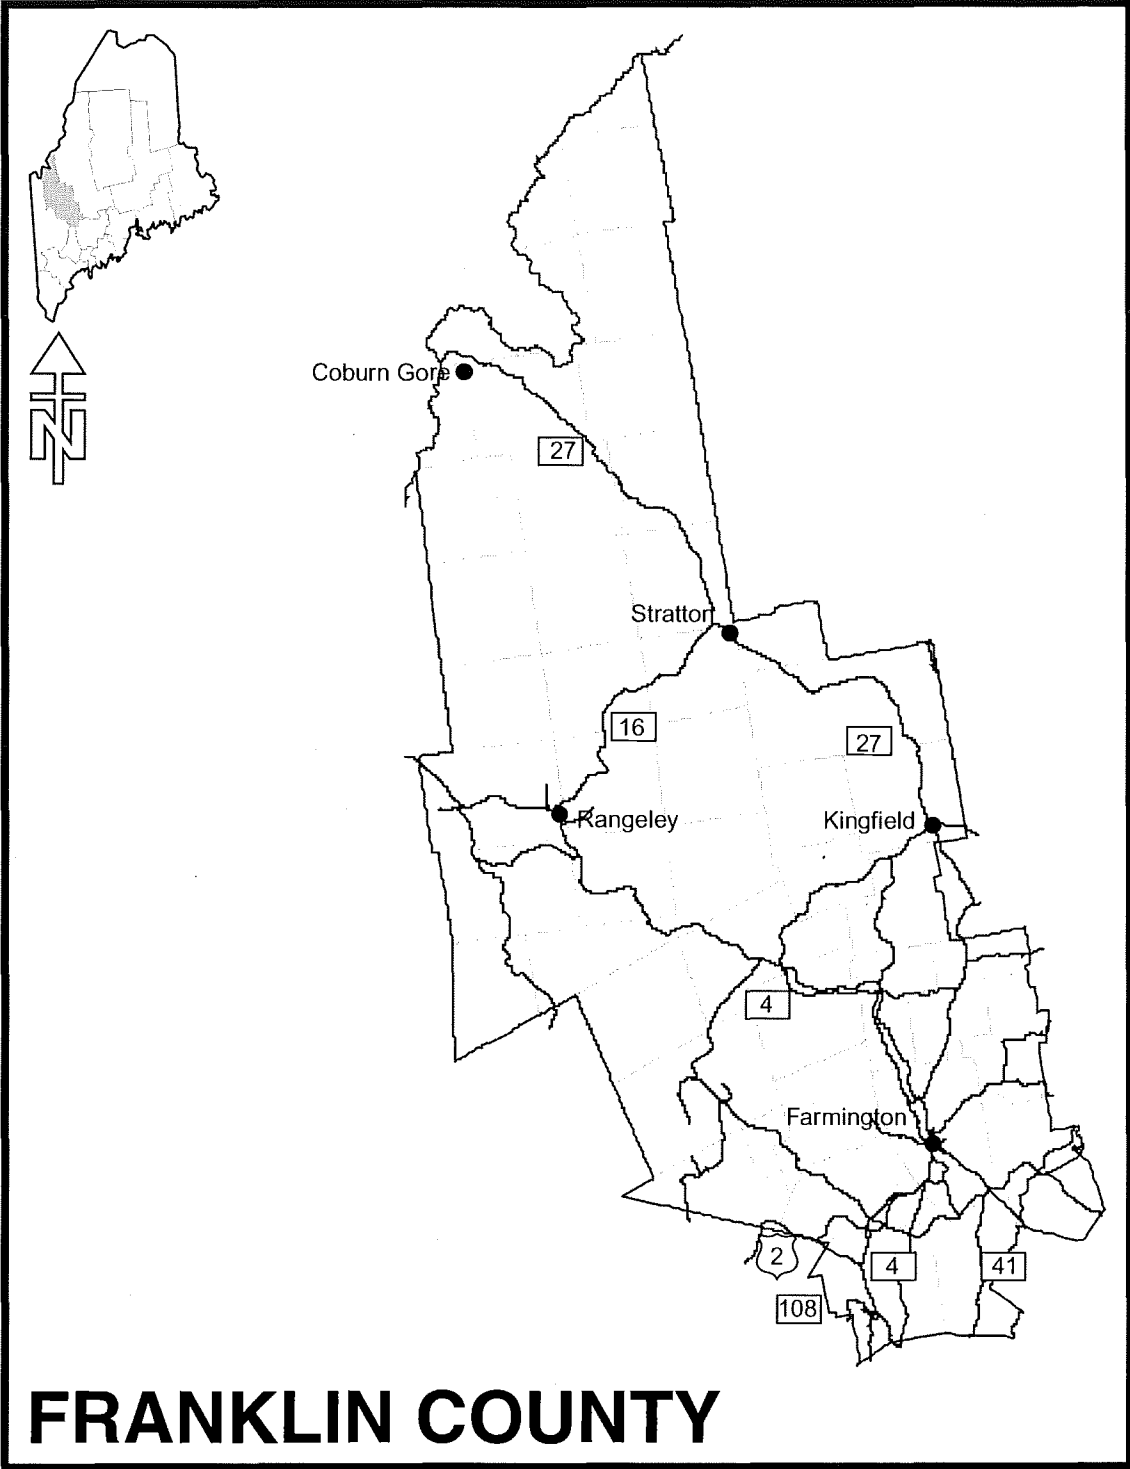 Coburn Gore
N
27
Stratton
16
27
Rangeley
Kingfield
4
Farmington
2
4
41
108
FRANKLIN COUNTY